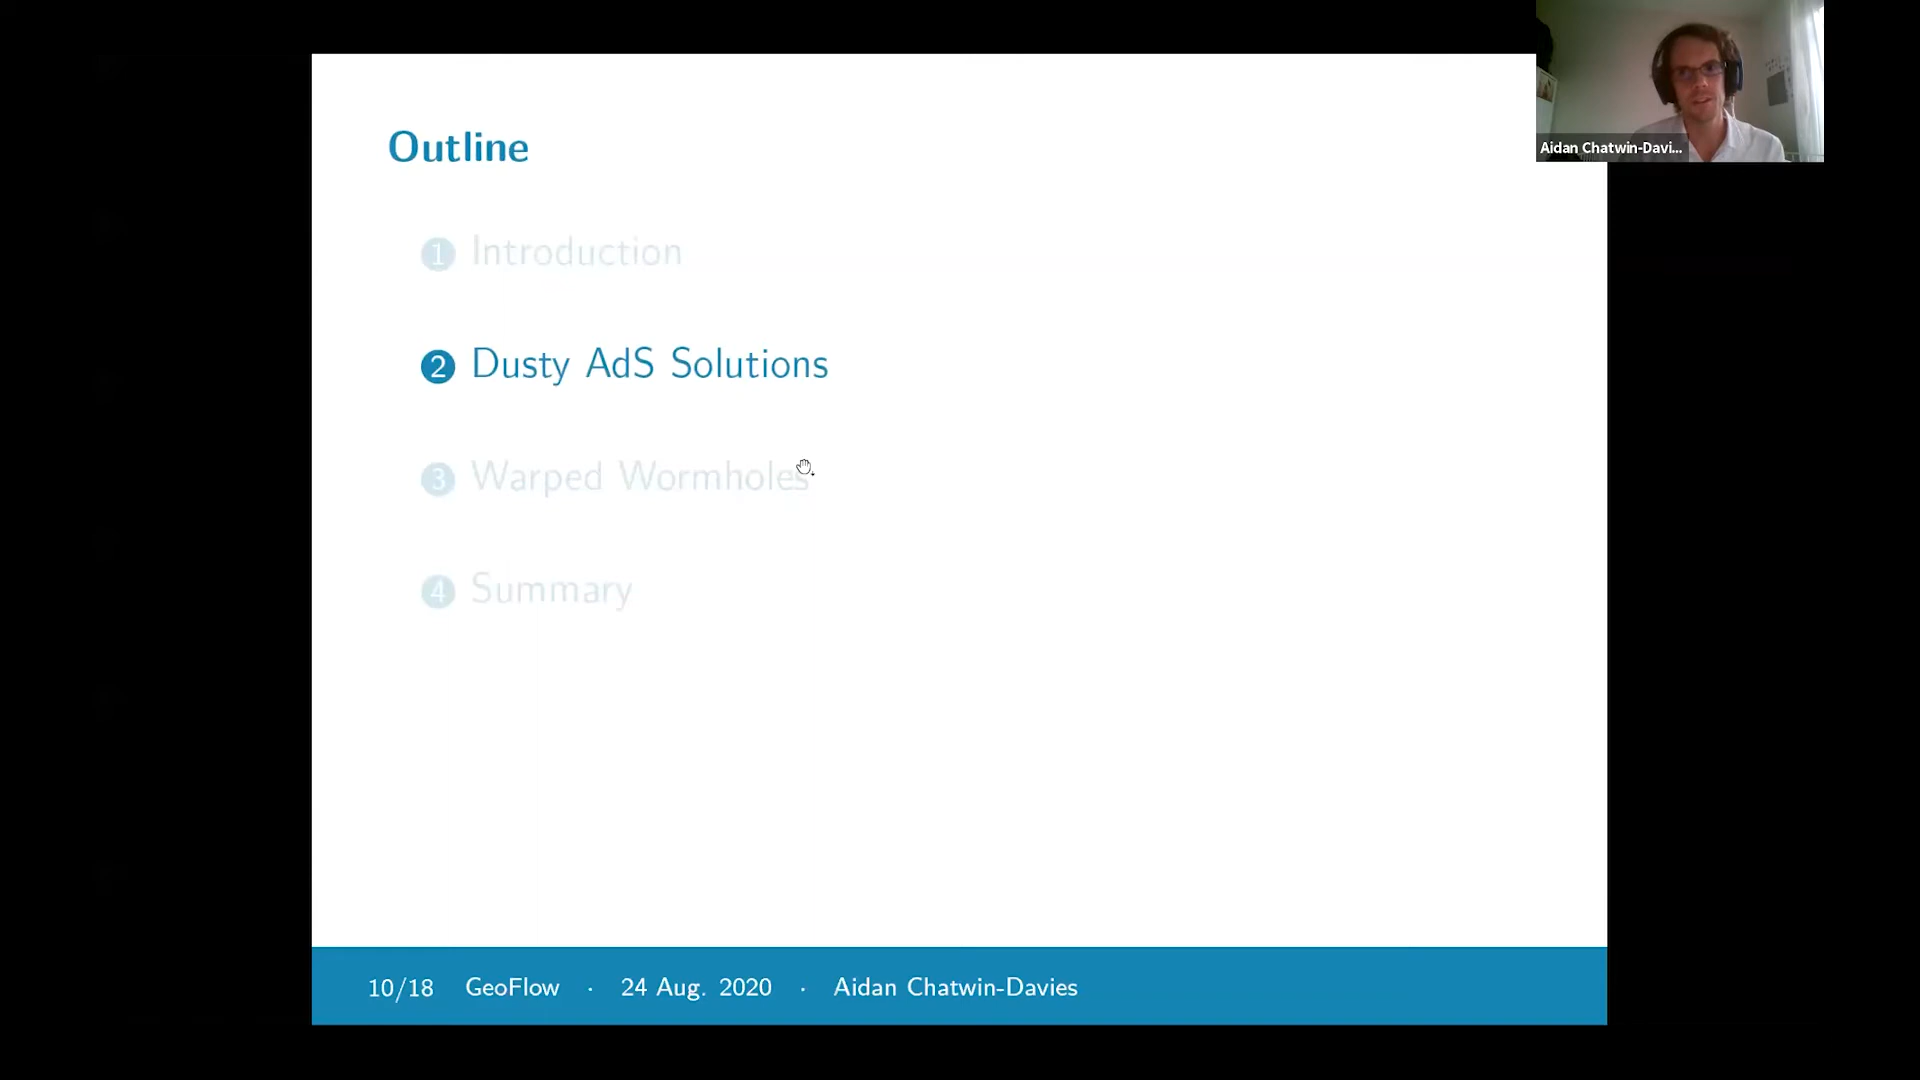 Outline
Aidan Chatwin-Davi...
1 Introduction
2 Dusty AdS Solutions
3 Warped Wormholes
4 Summary
10/18 GeoFlow · 24 Aug. 2020 · Aidan Chatwin-Davies